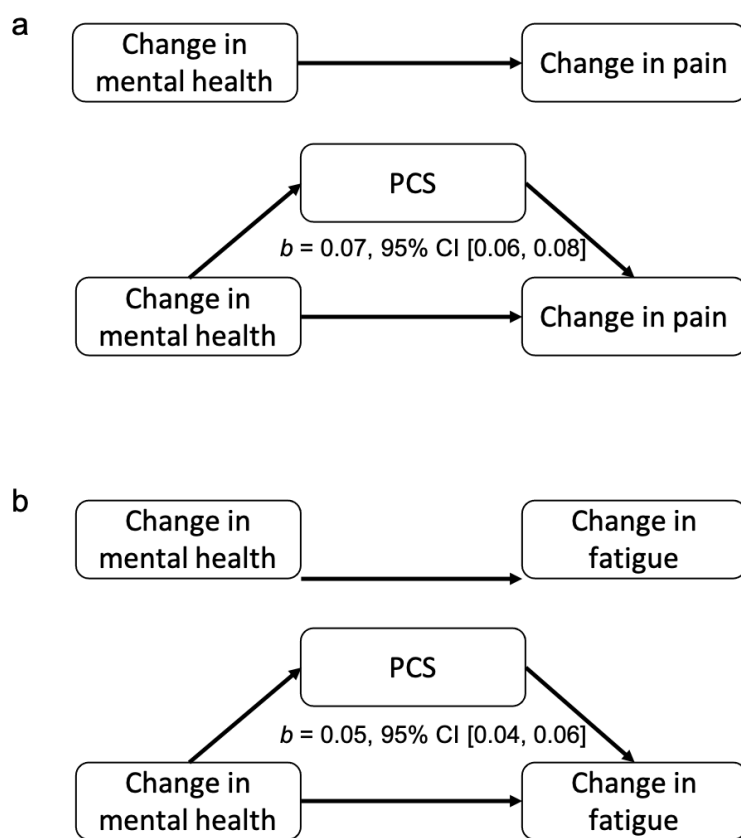 a
Change in
mental health
Change in pain
PCS
b = 0.07, 95% CI [0.06, 0.08]
Change in
mental health
Change in pain
b
Change in
mental health
Change in
fatigue
PCS
b = 0.05, 95% CI [0.04, 0.06]
Change in
mental health
Change in
fatigue